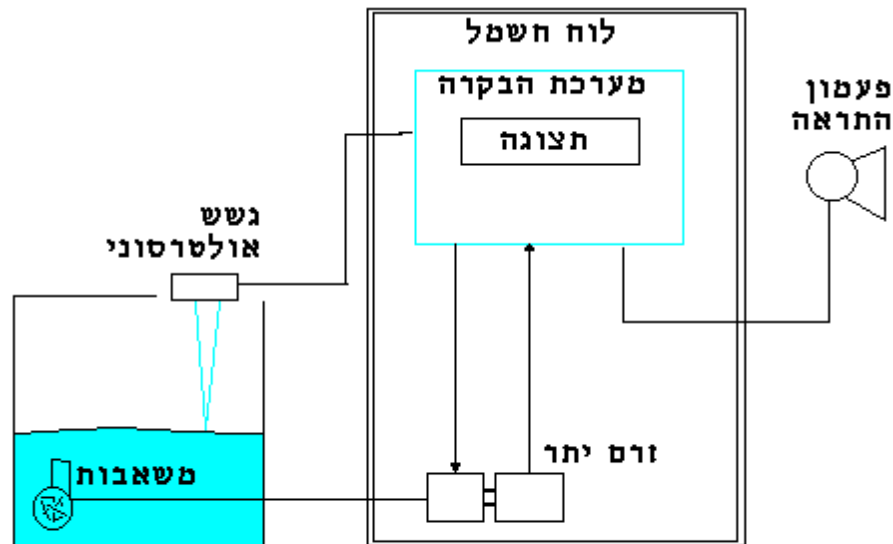 לוח חשמל
מערכת הבקרה
תצוגה
פעמון
התראה
גשש
אולטרסוני
זרם יתר
משאבות